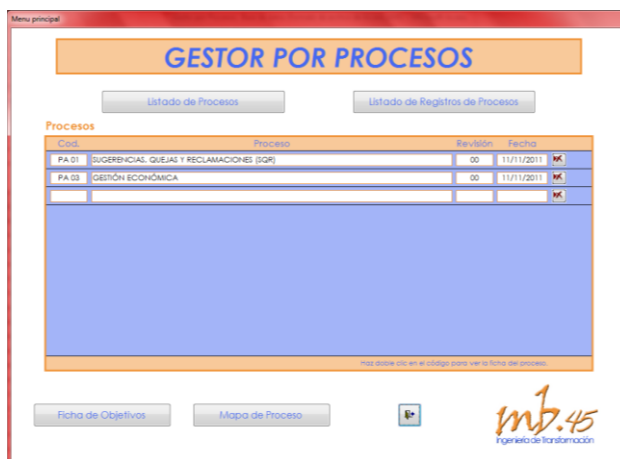 Menu principal
GESTOR POR PROCESOS
Listado de Procesos Listado de Registros de Procesos
Procesos
Cod. Proceso Revisión Fecha
PA 01 SUGERENCIAS, QUEJAS Y RECLAMACIONES (SQR) 00 11/11/2011
PA 03 GESTIÓN ECONÓMICA 00 11/11/2011
Haz doble clic en el código para ver la ficha del proceso.
Ficha de Objetivos Mapa de Proceso
mb.45
Ingeniería de Transformación